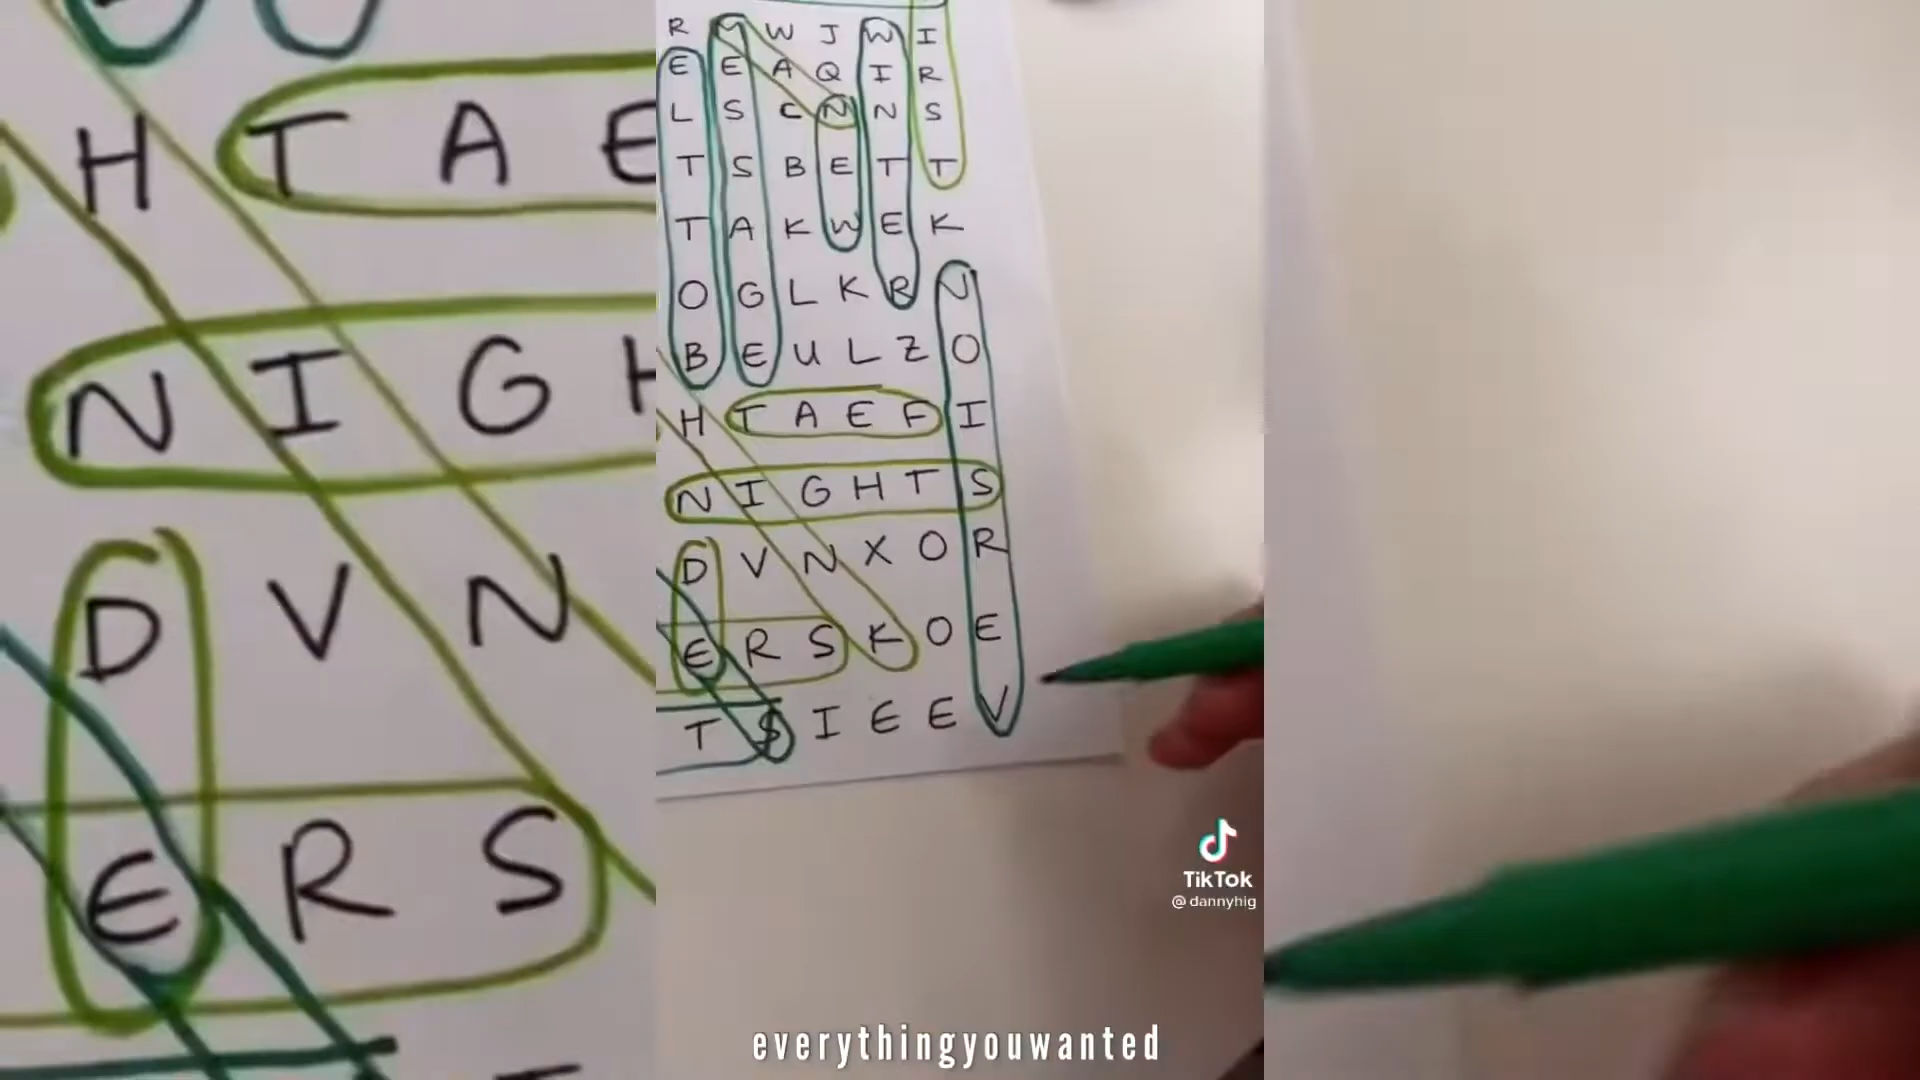 R M W J W I
E E A Q I R
L S C N N S
T S B E T T
T A K W E K
O G L K R N
B E U L Z O
H T A E F I
N I G H T S
D V N X O R
E R S K O E
T S I E E V
TikTok
@dannyhig
everythingyouwanted
H T A E
N I G H
D V N
E R S